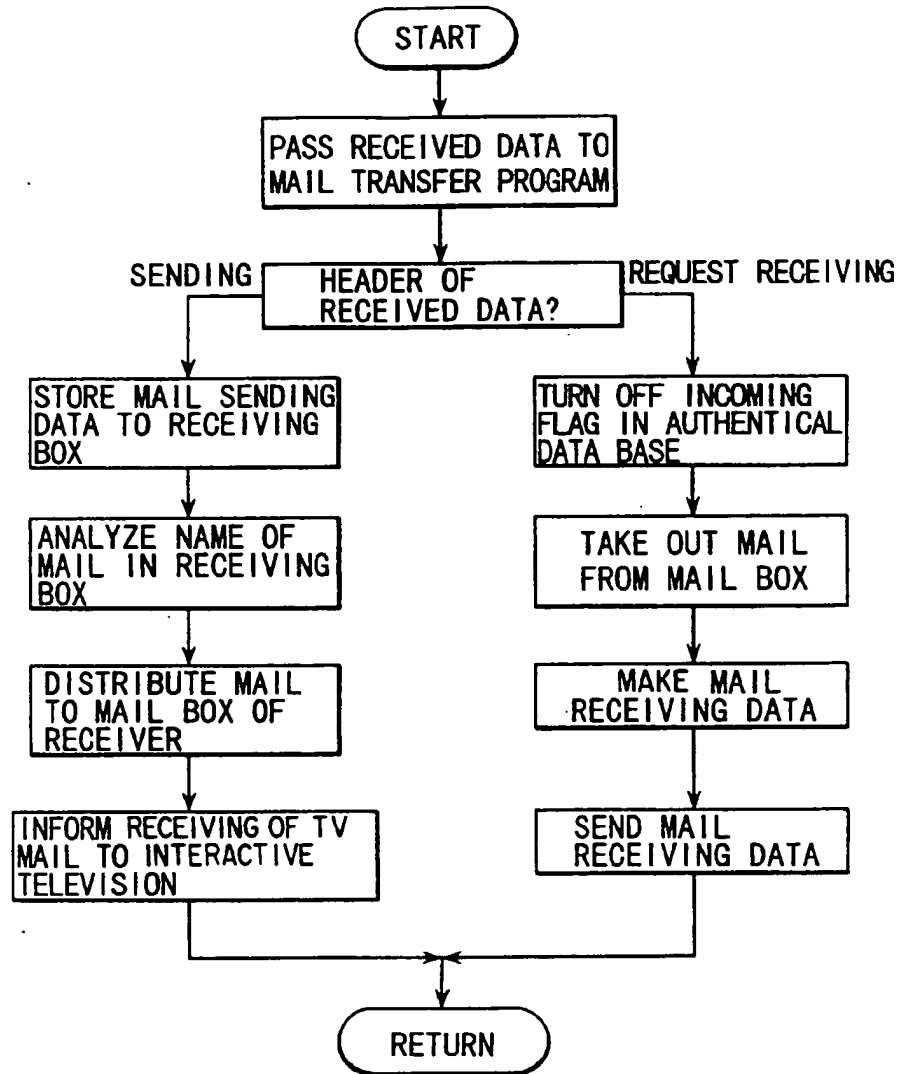 START
PASS RECEIVED DATA TO
MAIL TRANSFER PROGRAM
SENDING
HEADER OF
RECEIVED DATA?
REQUEST RECEIVING
STORE MAIL SENDING
DATA TO RECEIVING
BOX
ANALYZE NAME OF
MAIL IN RECEIVING
BOX
DISTRIBUTE MAIL
TO MAIL BOX OF
RECEIVER
INFORM RECEIVING OF TV
MAIL TO INTERACTIVE
TELEVISION
TURN OFF INCOMING
FLAG IN AUTHENTICAL
DATA BASE
TAKE OUT MAIL
FROM MAIL BOX
MAKE MAIL
RECEIVING DATA
SEND MAIL
RECEIVING DATA
RETURN